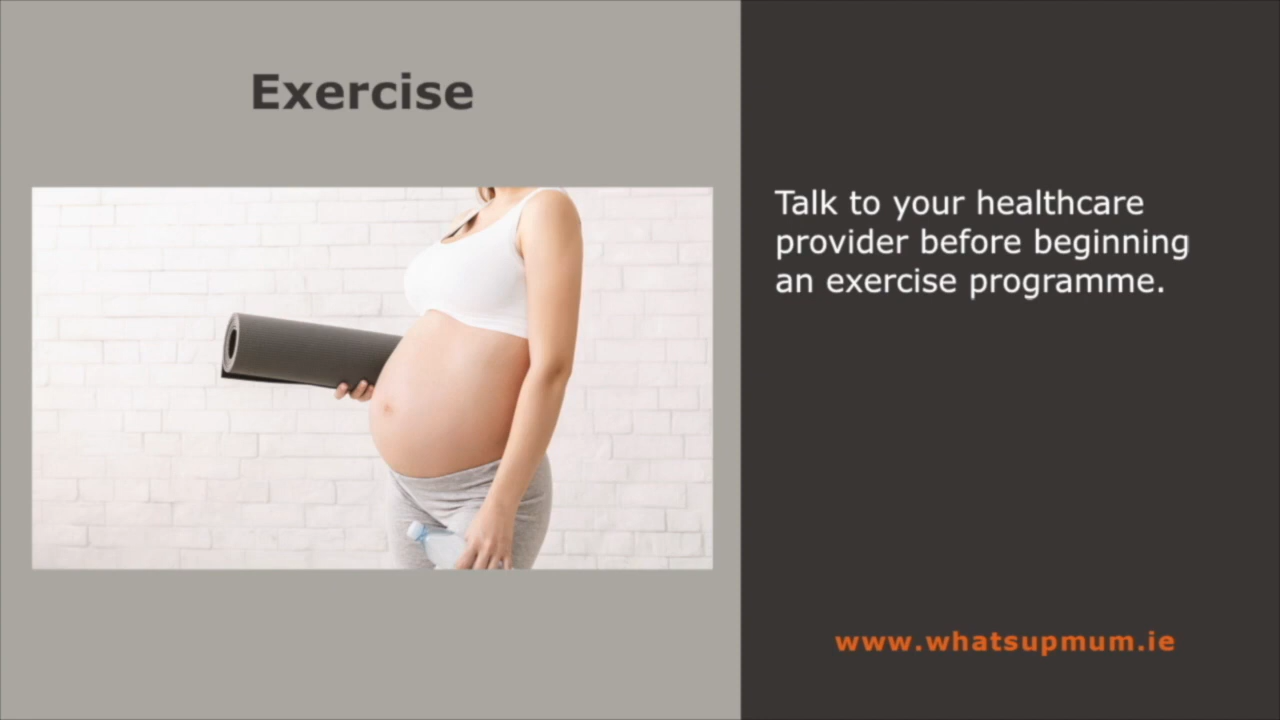 Exercise
Talk to your healthcare
provider before beginning
an exercise programme.
www.whatsupmum.ie